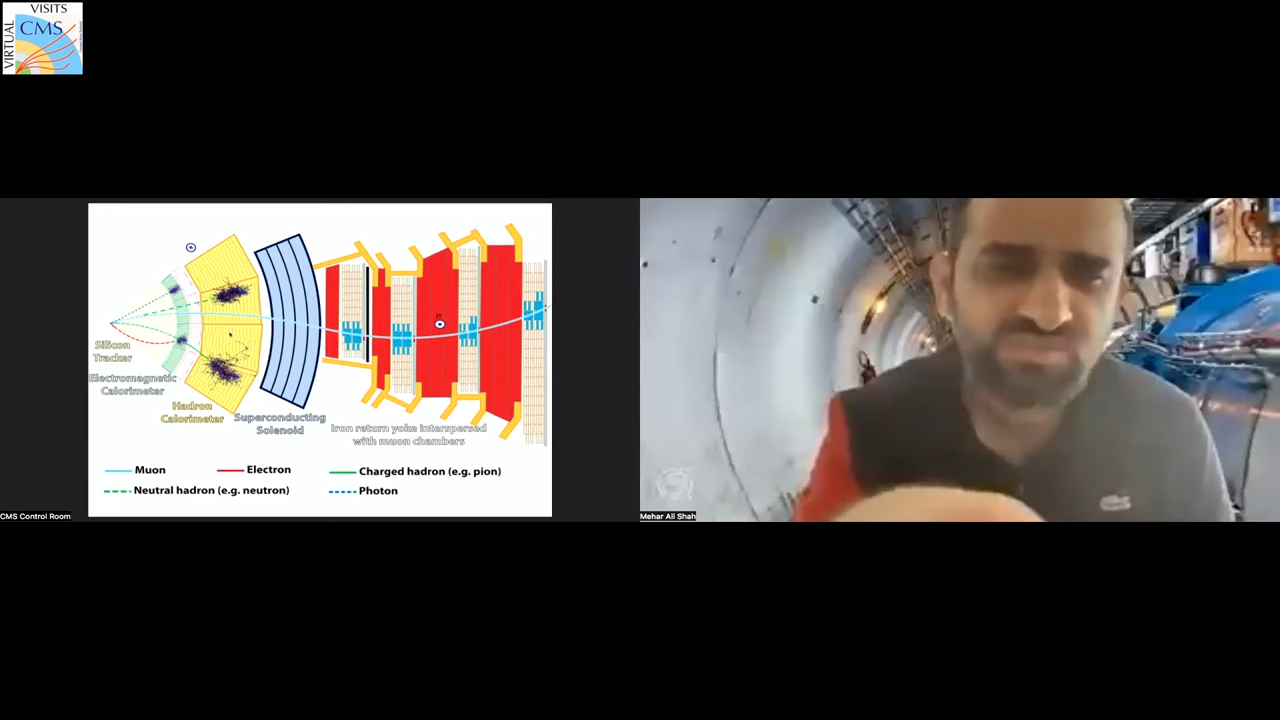 VISITS
CMS
VIRTUAL
Silicon
Tracker
Electromagnetic
Calorimeter
Hadron
Calorimeter
Superconducting
Solenoid
Iron return yoke interspersed
with muon chambers
Muon
Electron
Charged hadron (e.g. pion)
Neutral hadron (e.g. neutron)
Photon
CMS Control Room
Mehar Ali Shah